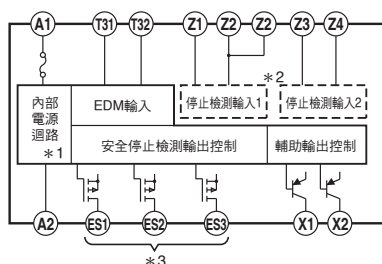 A1 T31 T32 Z1 Z2 Z2 Z3 Z4
*2
內部電源迴路
*1
EDM輸入
停止檢測輸入1
停止檢測輸入2
安全停止檢測輸出控制
輔助輸出控制
A2 ES1 ES2 ES3 X1 X2
*3